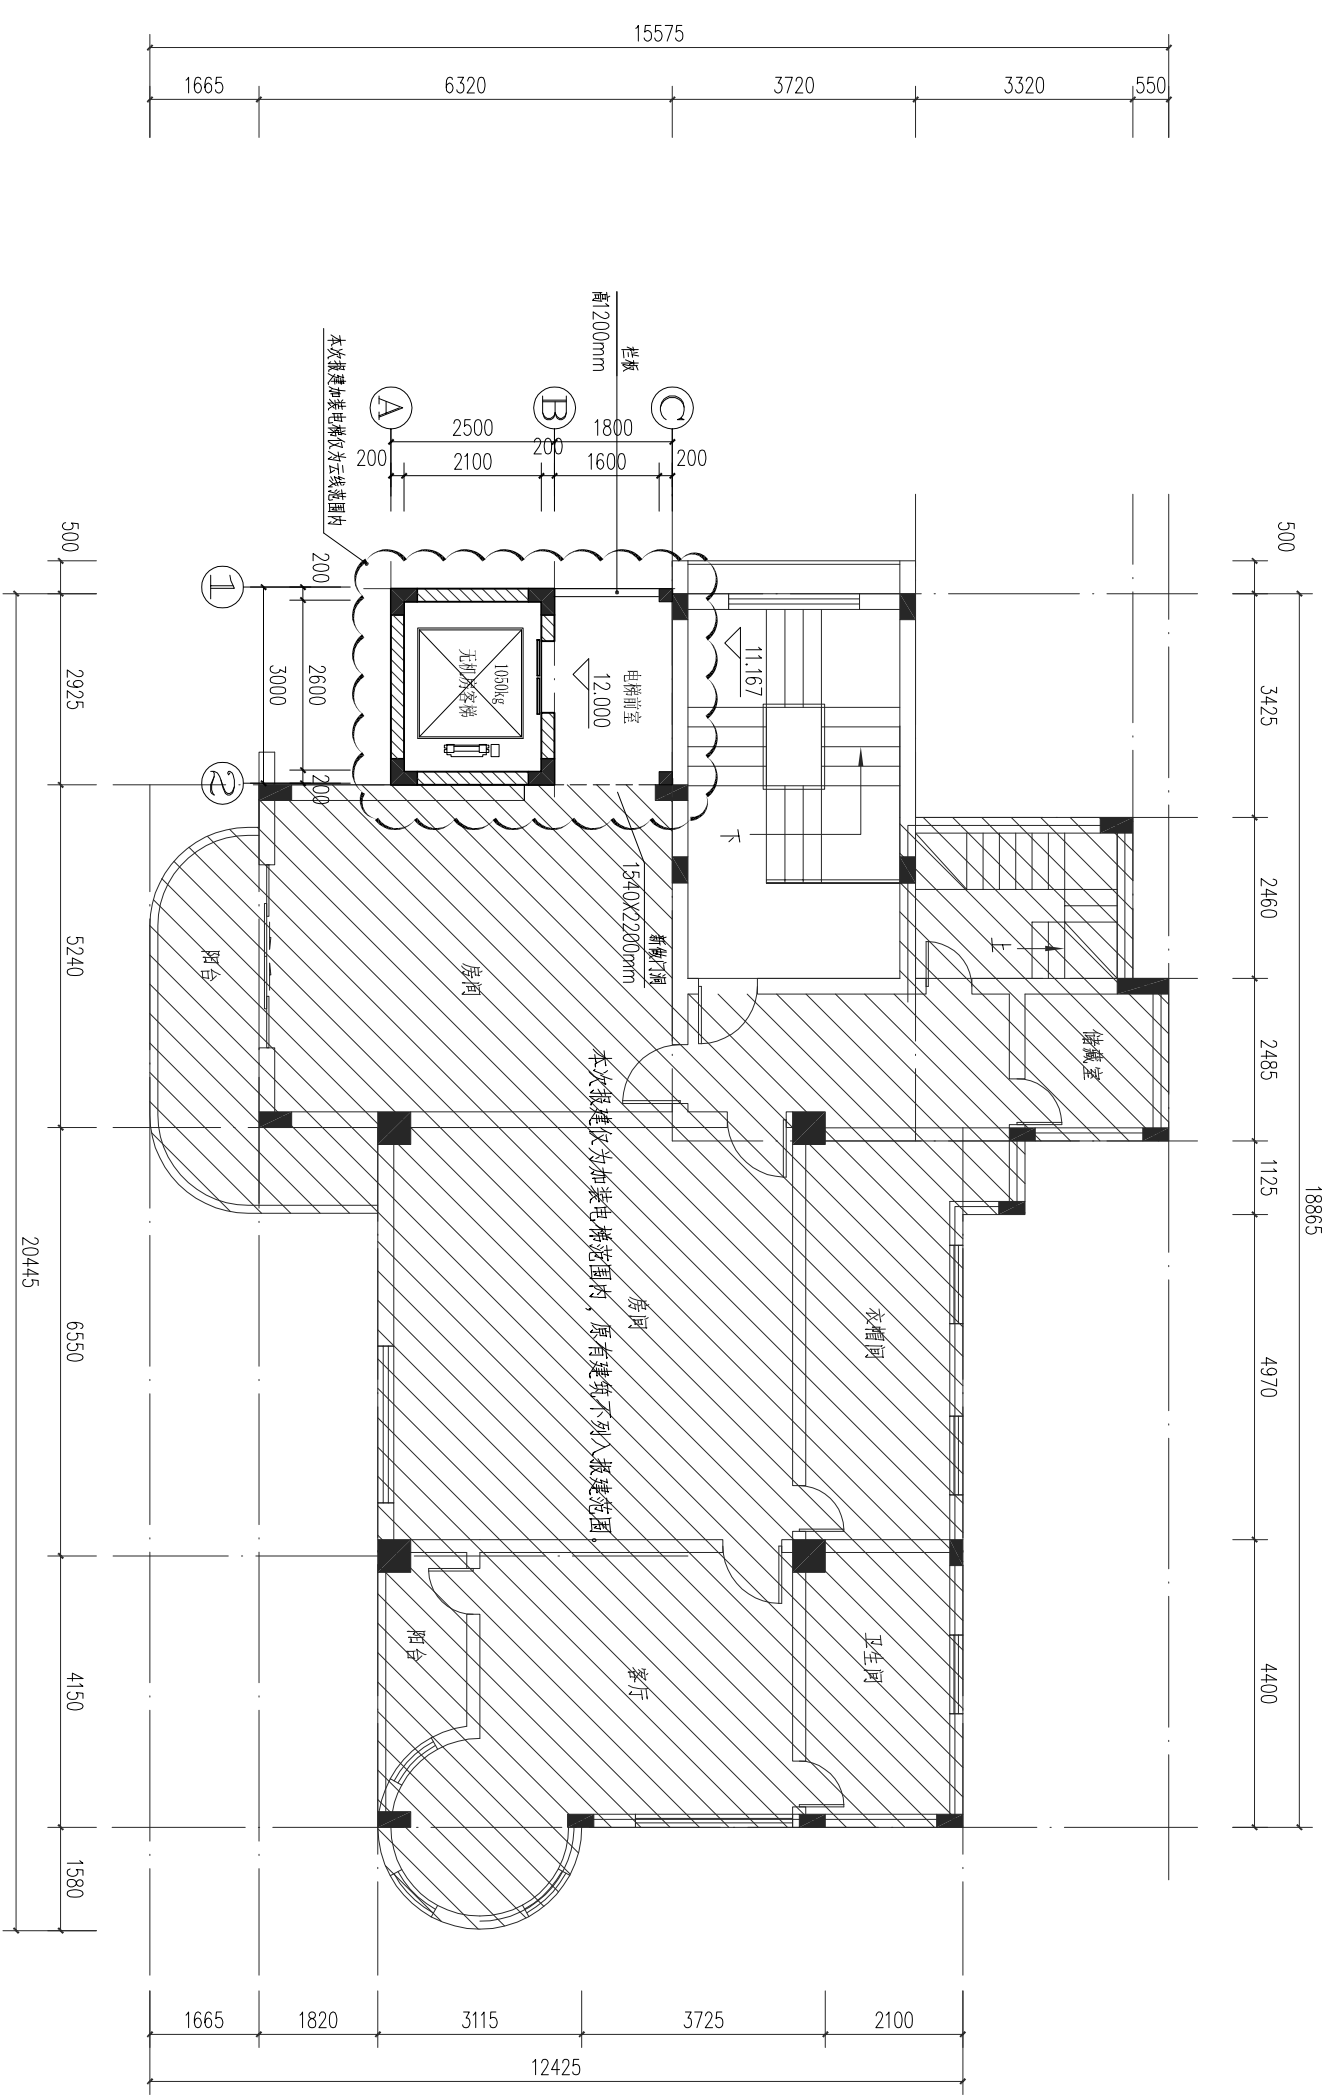 15575
1665
6320
3720
3320
550
高1200mm
栏板
本次报建加装电梯仅为云线范围内
A
B
C
2500
1800
200
200
2100
1600
200
500
500
200
1
11.167
电梯前室
12.000
1050kg
无机房客梯
2600
3000
2925
3425
2
200
下
1540X2200mm
新做门洞
2460
上
5240
阳台
房间
储藏室
2485
1125
18865
本次报建仅为加装电梯范围内，原有建筑不列入报建范围。
20445
6550
房间
衣帽间
4970
阳台
客厅
卫生间
4150
4400
1580
1665
1820
3115
3725
2100
12425